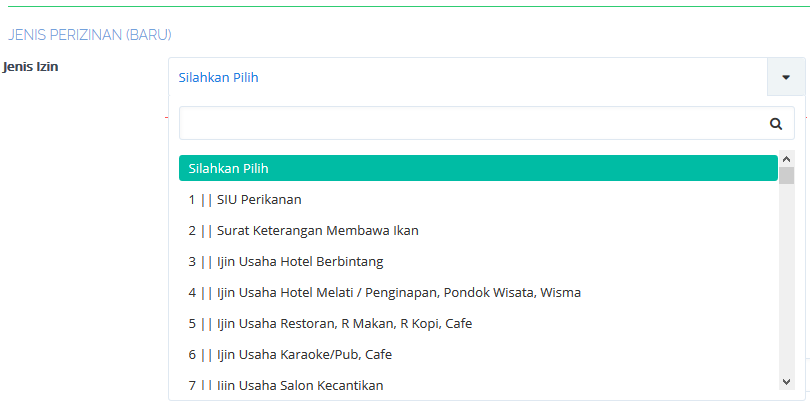 JENIS PERIZINAN (BARU)
Jenis Izin
Silahkan Pilih
Silahkan Pilih
1 || SIU Perikanan
2 || Surat Keterangan Membawa Ikan
3 || Ijin Usaha Hotel Berbintang
4 || Ijin Usaha Hotel Melati / Penginapan, Pondok Wisata, Wisma
5 || Ijin Usaha Restoran, R Makan, R Kopi, Cafe
6 || Ijin Usaha Karaoke/Pub, Cafe
7 || Ijin Usaha Salon Kecantikan